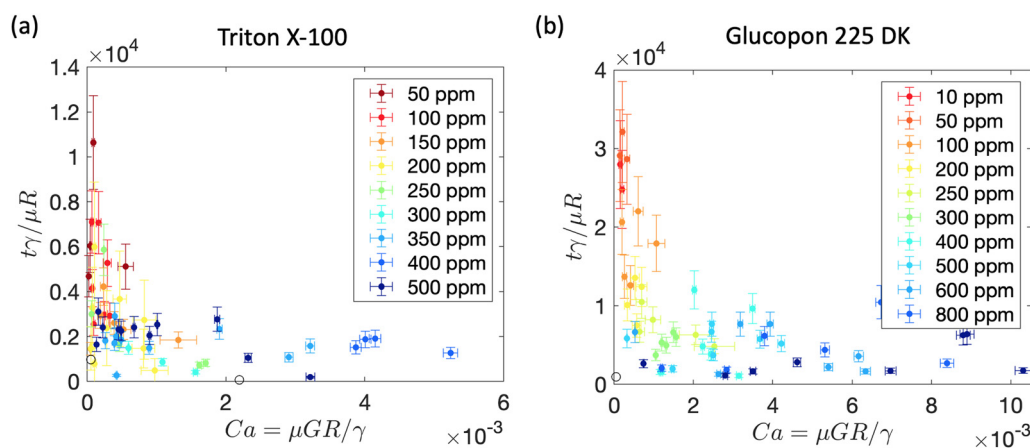 (a)
Triton X-100
×10⁴
1.4
1.2
1
0.8
0.6
0.4
0.2
0
tγ/μR
50 ppm
100 ppm
150 ppm
200 ppm
250 ppm
300 ppm
350 ppm
400 ppm
500 ppm
0 2 4 6
Ca = μGR/γ
×10⁻³
(b)
Glucopon 225 DK
×10⁴
4
3
2
1
0
tγ/μR
10 ppm
50 ppm
100 ppm
200 ppm
250 ppm
300 ppm
400 ppm
500 ppm
600 ppm
800 ppm
0 2 4 6 8 10
Ca = μGR/γ
×10⁻³